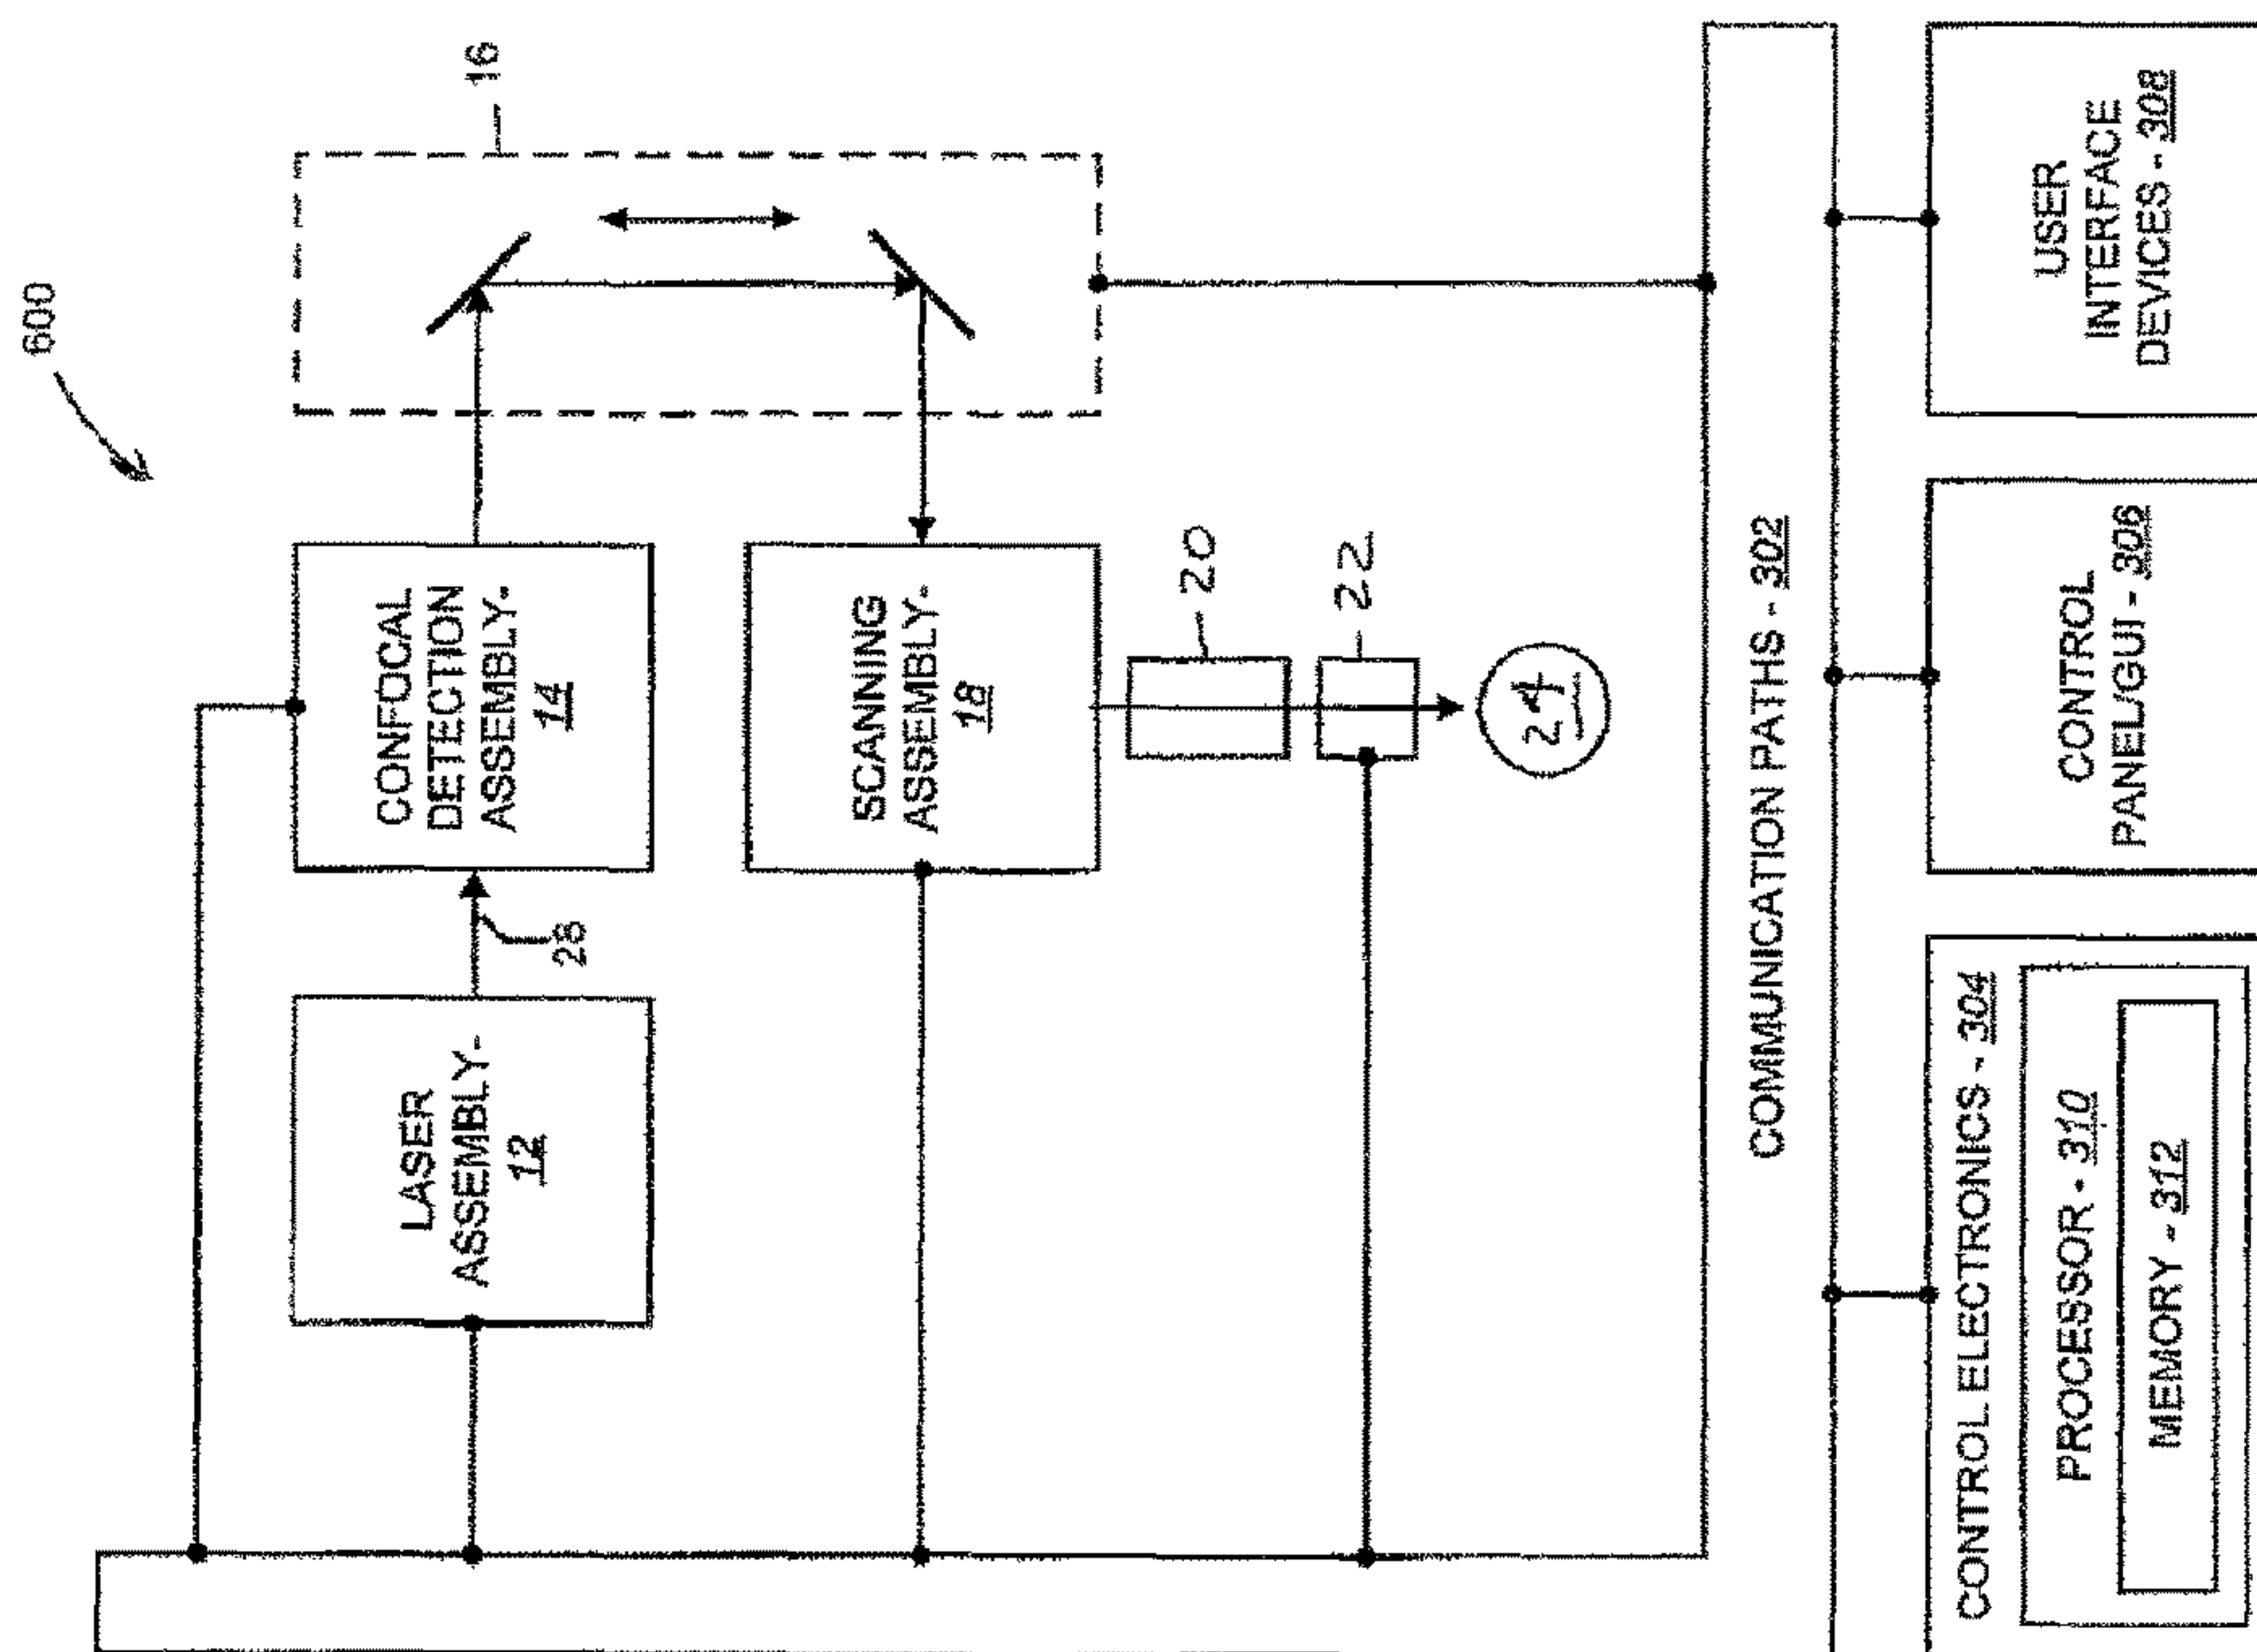 600
16
LASER
ASSEMBLY-
12
28
CONFOCAL
DETECTION
ASSEMBLY-
14
SCANNING
ASSEMBLY-
18
20
22
24
COMMUNICATION PATHS - 302
CONTROL ELECTRONICS - 304
PROCESSOR - 310
MEMORY - 312
CONTROL
PANEL/GUI - 306
USER
INTERFACE
DEVICES - 308